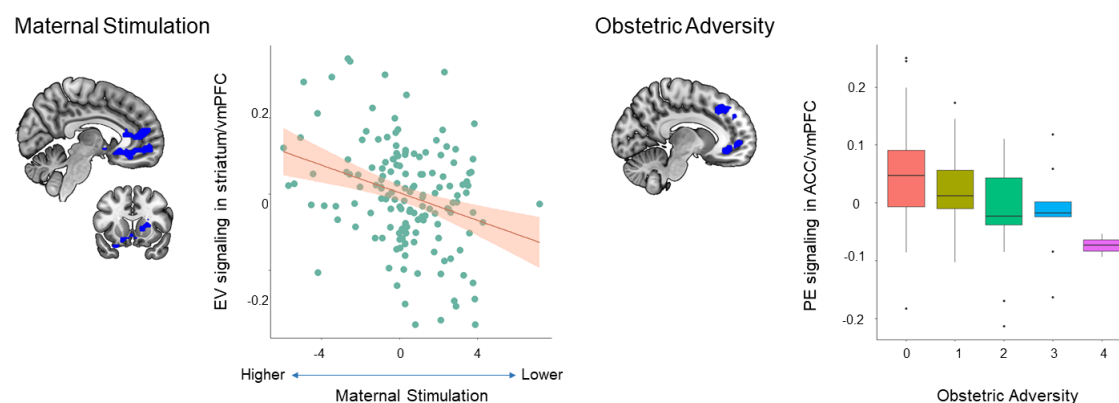 Maternal Stimulation
EV signaling in striatum/vmPFC
0.2
0
-0.2
-4
0
4
Higher
Lower
Maternal Stimulation
Obstetric Adversity
PE signaling in ACC/vmPFC
0.2
0.1
0
-0.1
-0.2
0
1
2
3
4
Obstetric Adversity